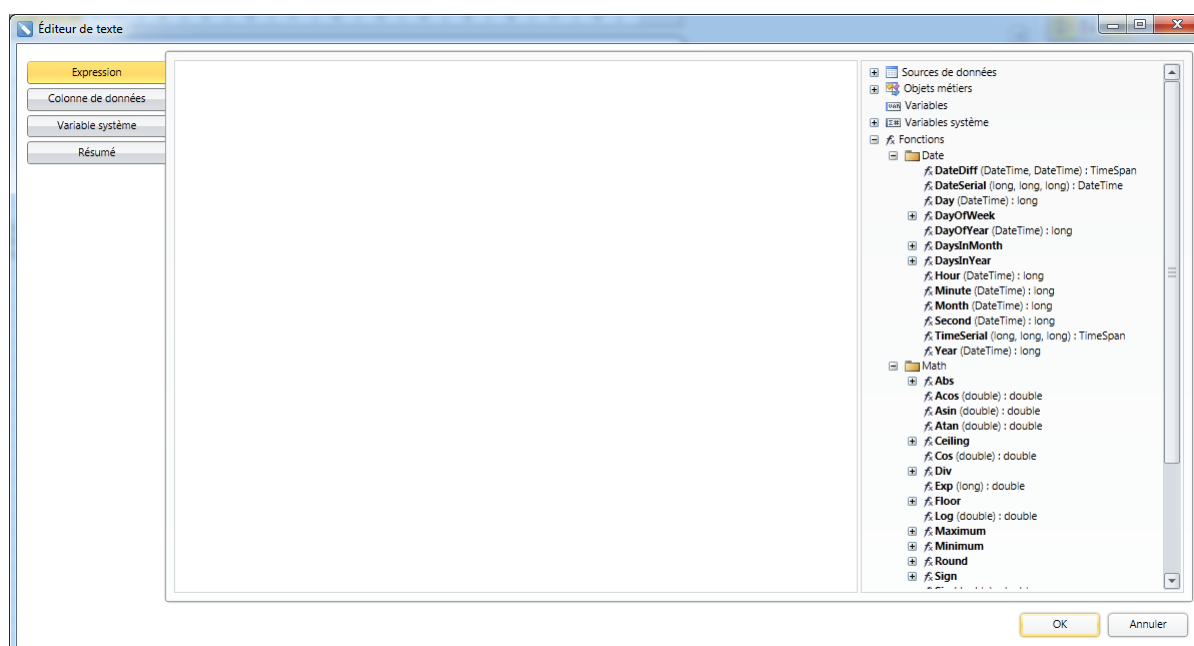 Éditeur de texte
Expression
Colonne de données
Variable système
Résumé
Sources de données
Objets métiers
Variables
Variables système
Fonctions
Date
DateDiff (DateTime, DateTime) : TimeSpan
DateSerial (long, long, long) : DateTime
Day (DateTime) : long
DayOfWeek
DayOfYear (DateTime) : long
DaysInMonth
DaysInYear
Hour (DateTime) : long
Minute (DateTime) : long
Month (DateTime) : long
Second (DateTime) : long
TimeSerial (long, long, long) : TimeSpan
Year (DateTime) : long
Math
Abs
Acos (double) : double
Asin (double) : double
Atan (double) : double
Ceiling
Cos (double) : double
Div
Exp (long) : double
Floor
Log (double) : double
Maximum
Minimum
Round
Sign
OK Annuler